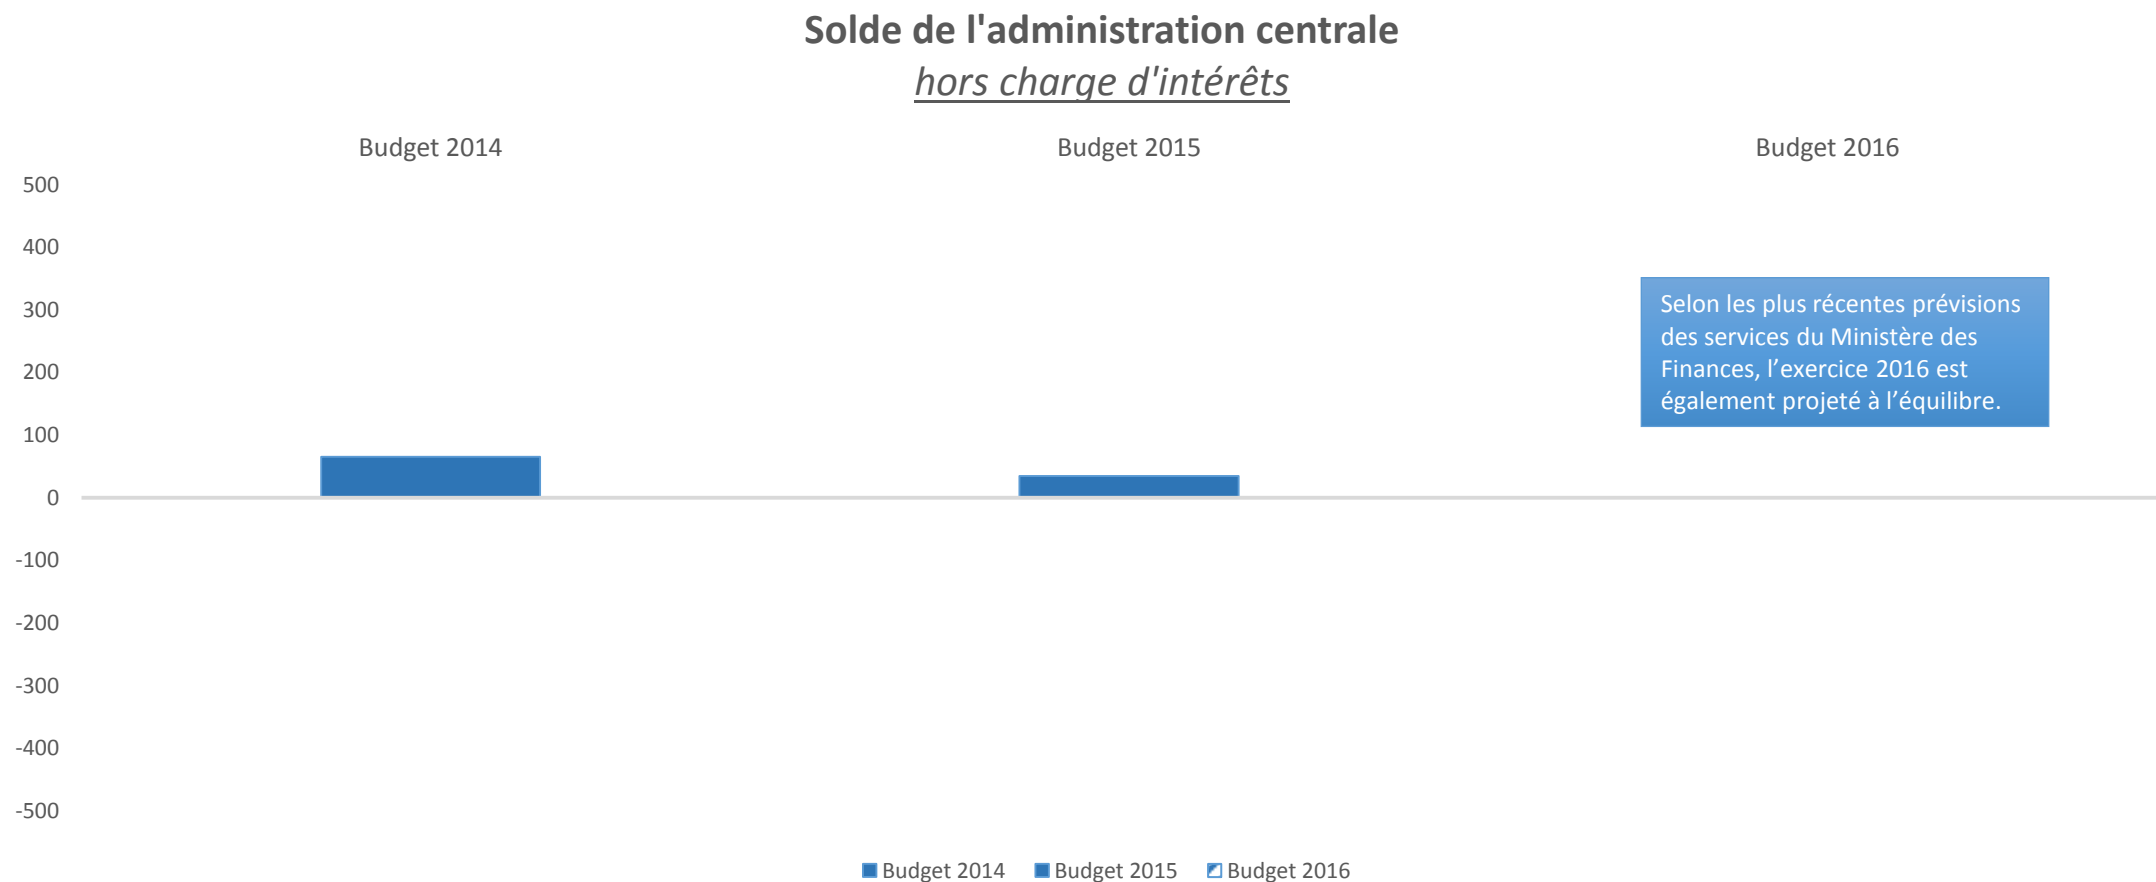 Solde de l'administration centrale
hors charge d'intérêts
Budget 2014 Budget 2015 Budget 2016
500
400
300
200
100
0
-100
-200
-300
-400
-500
Selon les plus récentes prévisions
des services du Ministère des
Finances, l’exercice 2016 est
également projeté à l’équilibre.
Budget 2014 Budget 2015 Budget 2016